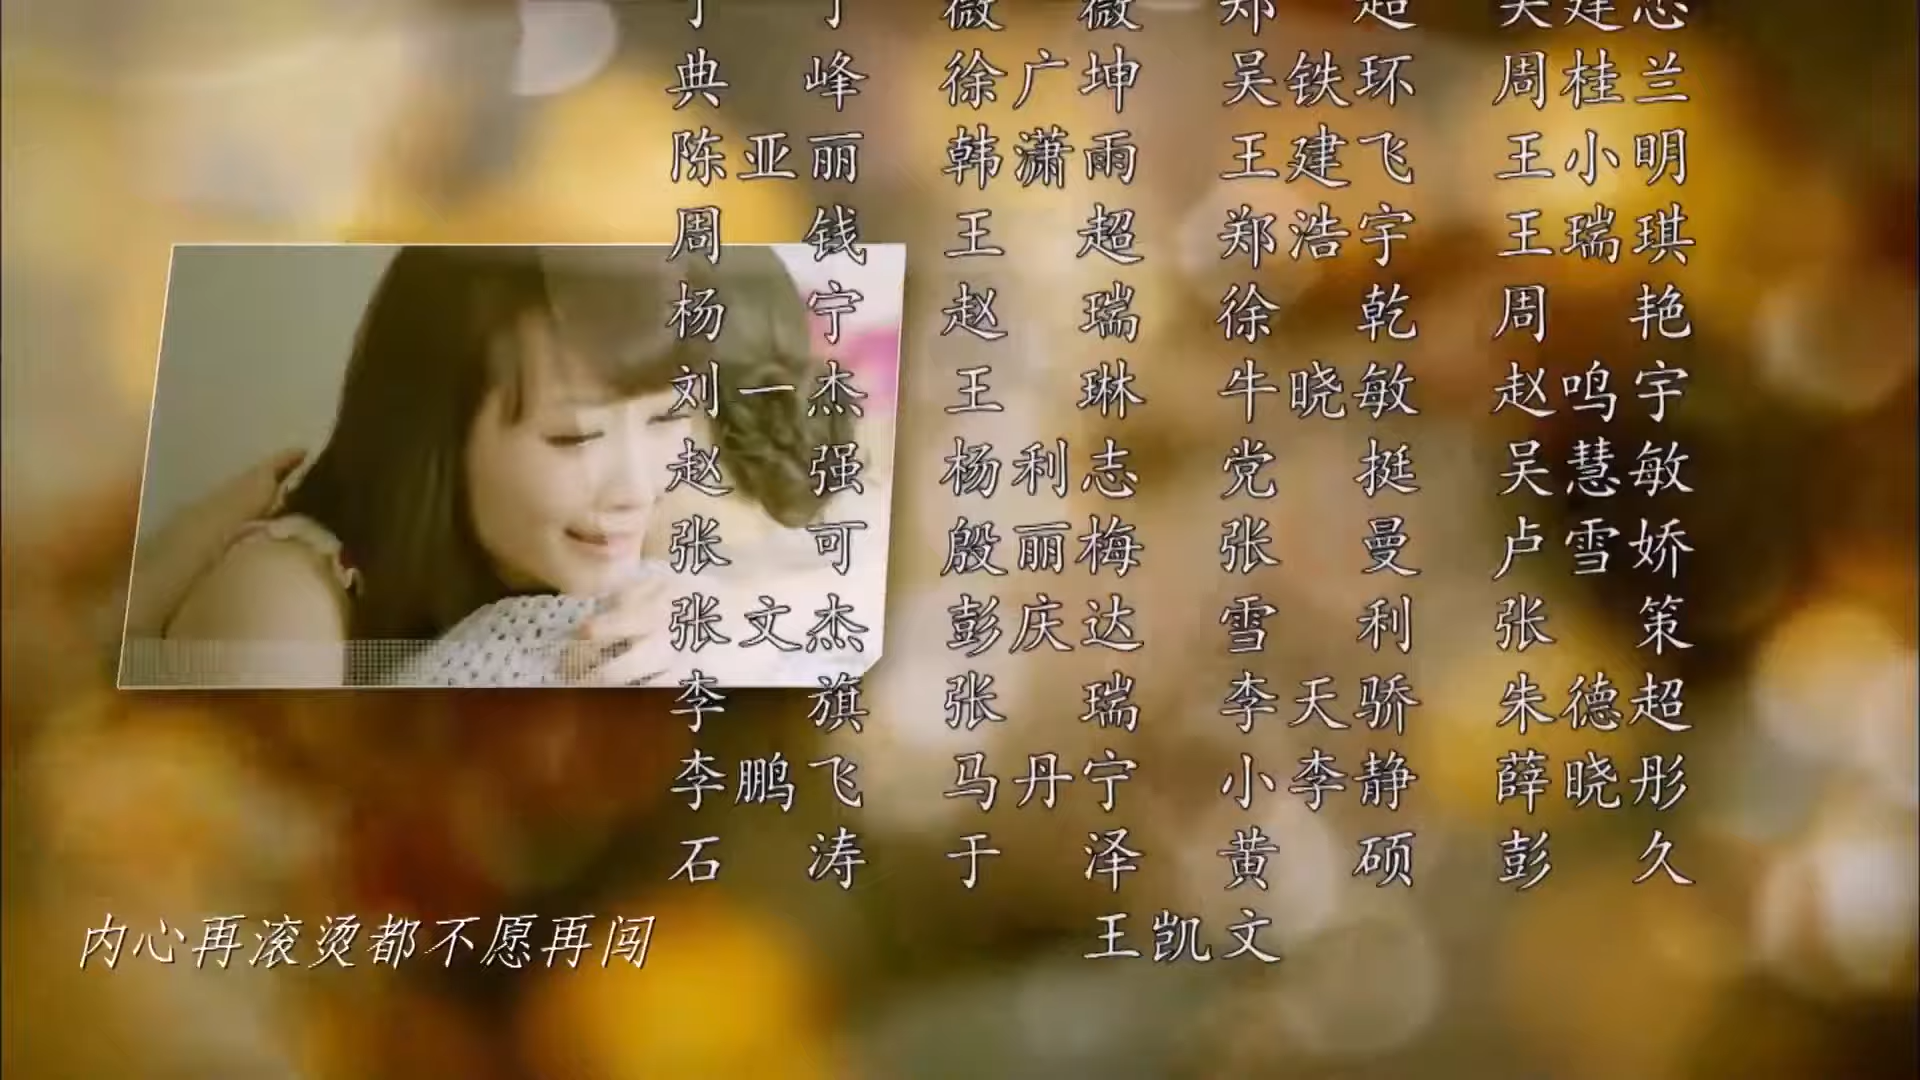 典峰 徐广坤 吴铁环 周桂兰
陈亚丽 韩潇雨 王建飞 王小明
周钱 王超 郑浩宇 王瑞琪
杨宁 赵瑞 徐乾 周艳
刘一杰 王琳 牛晓敏 赵鸣宇
赵强 杨利志 党挺 吴慧敏
张可 殷丽梅 张曼 卢雪娇
张文杰 彭庆达 雪利 张策
李旗 张瑞 李天骄 朱德超
李鹏飞 马丹宁 小李静 薛晓彤
石涛 于泽 黄硕 彭久
王凯文
内心再滚烫都不愿再闯